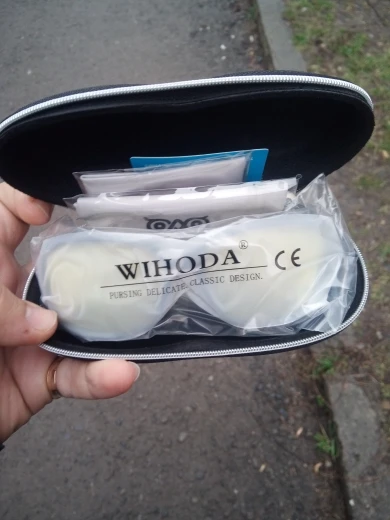 WIHODA® CE
PURSING DELICATE, CLASSIC DESIGN.